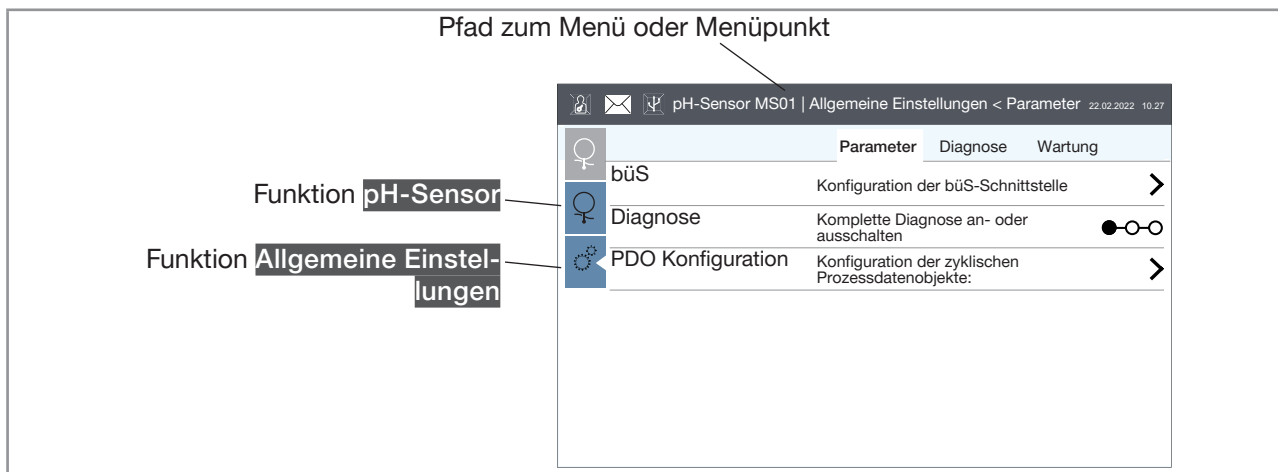 Pfad zum Menü oder Menüpunkt
pH-Sensor MS01 | Allgemeine Einstellungen < Parameter 22.02.2022 10.27
Parameter Diagnose Wartung
büS
Konfiguration der büS-Schnittstelle
Funktion pH-Sensor
Diagnose
Komplette Diagnose an- oder
ausschalten
Funktion Allgemeine Einstel-
lungen
PDO Konfiguration
Konfiguration der zyklischen
Prozessdatenobjekte: